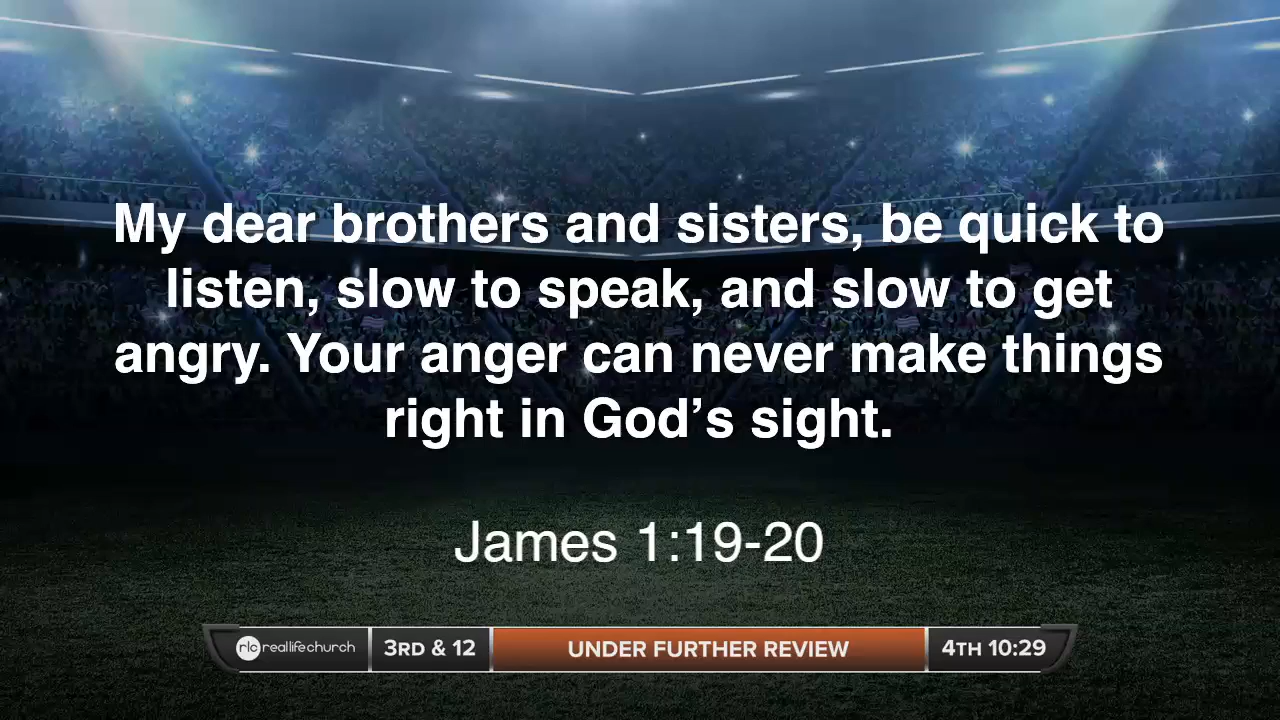 My dear brothers and sisters, be quick to
listen, slow to speak, and slow to get
angry. Your anger can never make things
right in God’s sight.
James 1:19-20
rlc reallifechurch 3RD & 12 UNDER FURTHER REVIEW 4TH 10:29